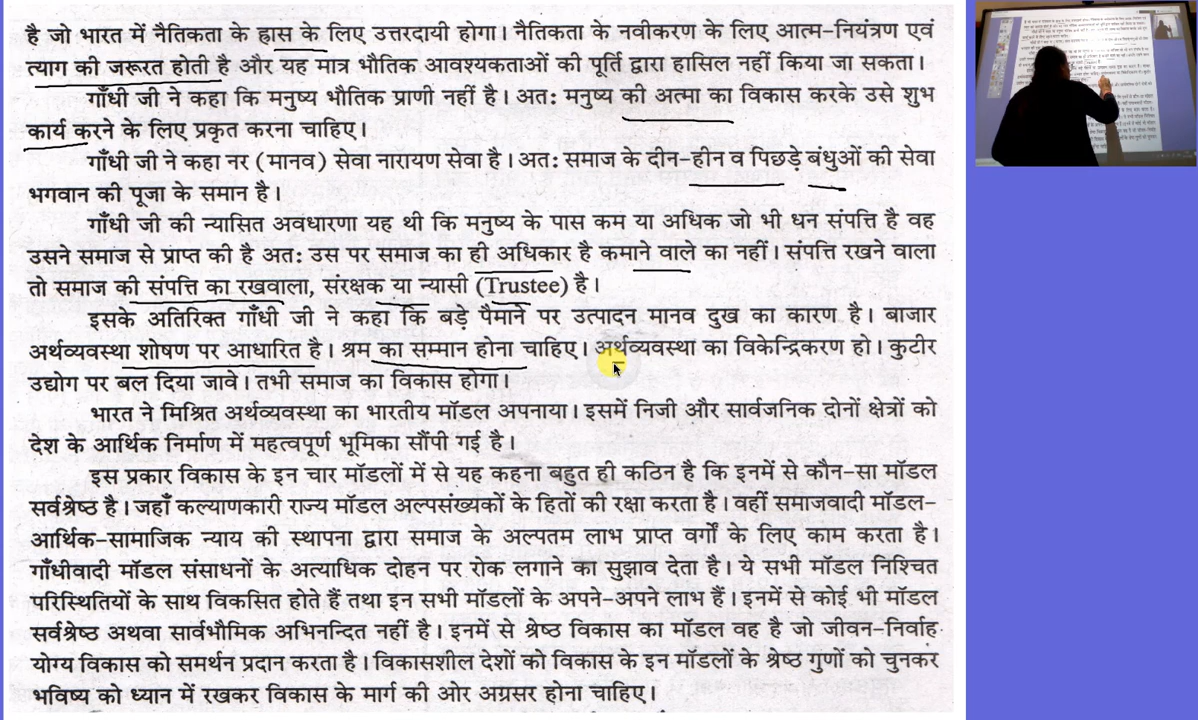 है जो भारत में नैतिकता के ह्रास के लिए उत्तरदायी होगा। नैतिकता के नवीकरण के लिए आत्म-नियंत्रण एवं
त्याग की जरूरत होती है और यह मात्र भौतिक आवश्यकताओं की पूर्ति द्वारा हासिल नहीं किया जा सकता।
गाँधी जी ने कहा कि मनुष्य भौतिक प्राणी नहीं है। अतः मनुष्य की अत्मा का विकास करके उसे शुभ
कार्य करने के लिए प्रकृत करना चाहिए।
गाँधी जी ने कहा नर (मानव) सेवा नारायण सेवा है। अतः समाज के दीन-हीन व पिछड़े बंधुओं की सेवा
भगवान की पूजा के समान है।
गाँधी जी की न्यासित अवधारणा यह थी कि मनुष्य के पास कम या अधिक जो भी धन संपत्ति है वह
उसने समाज से प्राप्त की है अतः उस पर समाज का ही अधिकार है कमाने वाले का नहीं। संपत्ति रखने वाला
तो समाज की संपत्ति का रखवाला, संरक्षक या न्यासी (Trustee) है।
इसके अतिरिक्त गाँधी जी ने कहा कि बड़े पैमाने पर उत्पादन मानव दुख का कारण है। बाजार
अर्थव्यवस्था शोषण पर आधारित है। श्रम का सम्मान होना चाहिए। अर्थव्यवस्था का विकेन्द्रिकरण हो। कुटीर
उद्योग पर बल दिया जावे। तभी समाज का विकास होगा।
भारत ने मिश्रित अर्थव्यवस्था का भारतीय मॉडल अपनाया। इसमें निजी और सार्वजनिक दोनों क्षेत्रों को
देश के आर्थिक निर्माण में महत्वपूर्ण भूमिका सौंपी गई है।
इस प्रकार विकास के इन चार मॉडलों में से यह कहना बहुत ही कठिन है कि इनमें से कौन-सा मॉडल
सर्वश्रेष्ठ है। जहाँ कल्याणकारी राज्य मॉडल अल्पसंख्यकों के हितों की रक्षा करता है। वहीं समाजवादी मॉडल-
आर्थिक-सामाजिक न्याय की स्थापना द्वारा समाज के अल्पतम लाभ प्राप्त वर्गों के लिए काम करता है।
गाँधीवादी मॉडल संसाधनों के अत्याधिक दोहन पर रोक लगाने का सुझाव देता है। ये सभी मॉडल निश्चित
परिस्थितियों के साथ विकसित होते हैं तथा इन सभी मॉडलों के अपने-अपने लाभ हैं। इनमें से कोई भी मॉडल
सर्वश्रेष्ठ अथवा सार्वभौमिक अभिनन्दित नहीं है। इनमें से श्रेष्ठ विकास का मॉडल वह है जो जीवन-निर्वाह
योग्य विकास को समर्थन प्रदान करता है। विकासशील देशों को विकास के इन मॉडलों के श्रेष्ठ गुणों को चुनकर
भविष्य को ध्यान में रखकर विकास के मार्ग की ओर अग्रसर होना चाहिए।